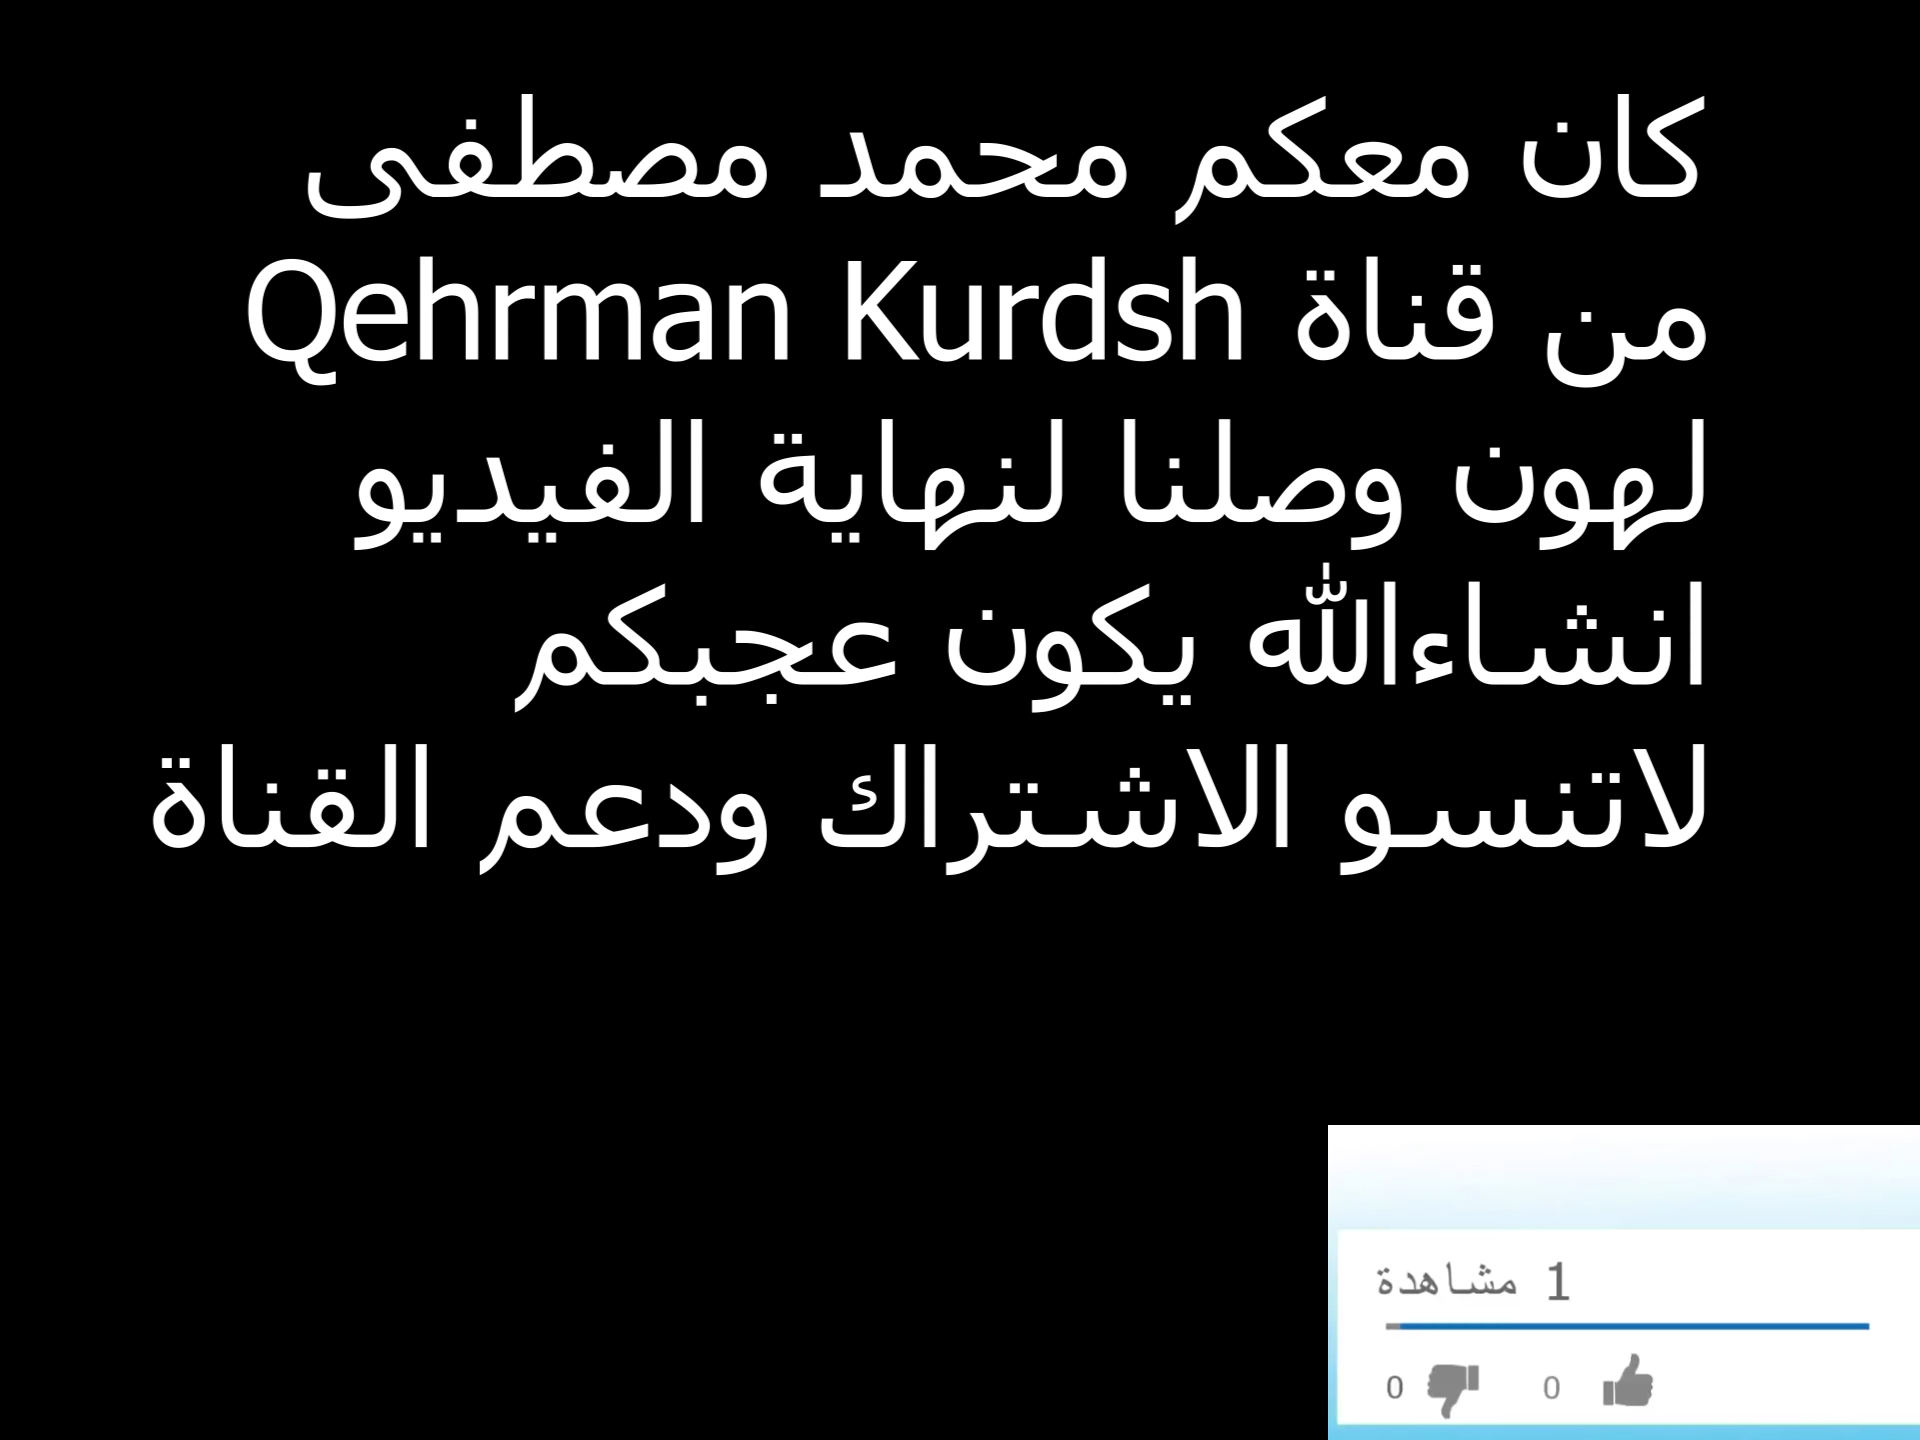 كان معكم محمد مصطفى
من قناة Qehrman Kurdsh
لهون وصلنا لنهاية الفيديو
انشاءالله يكون عجبكم
لاتنسو الاشتراك ودعم القناة
1 مشاهدة
0 0